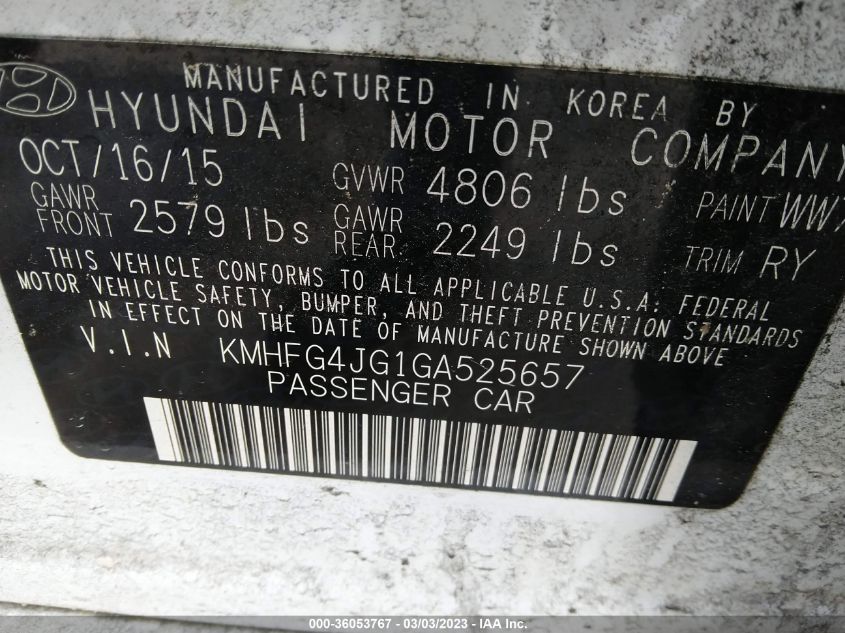 MANUFACTURED IN KOREA BY
HYUNDAI MOTOR COMPANY
OCT/16/15 GVWR 4806 lbs PAINT WW7
GAWR FRONT 2579 lbs GAWR REAR 2249 lbs TRIM RY
THIS VEHICLE CONFORMS TO ALL APPLICABLE U.S.A. FEDERAL
MOTOR VEHICLE SAFETY, BUMPER, AND THEFT PREVENTION STANDARDS
IN EFFECT ON THE DATE OF MANUFACTURE SHOWN ABOVE
V.I.N KMHFG4JG1GA525657
PASSENGER CAR
000-36053767 - 03/03/2023 - IAA Inc.